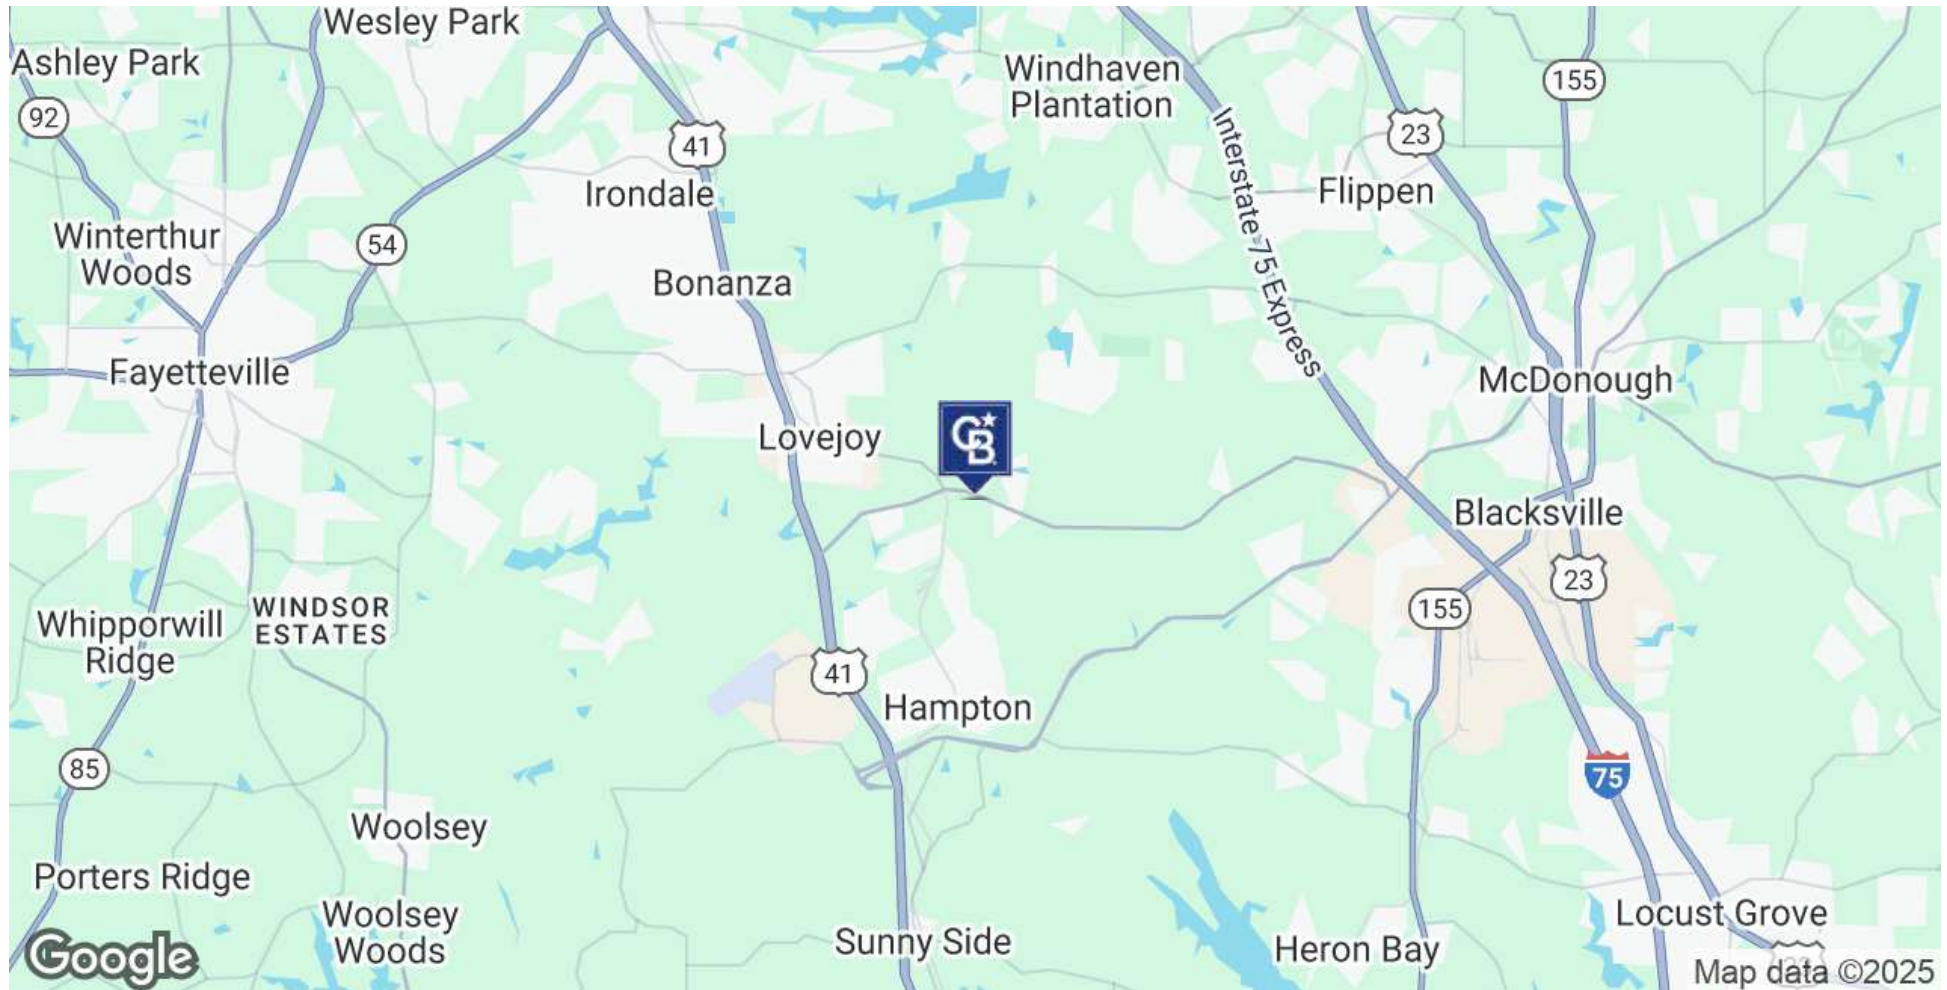 Wesley Park
Ashley Park
Windhaven
Plantation
155
92
23
41
Interstate 75 Express
Irondale
Flippen
Winterthur
Woods
54
Bonanza
Fayetteville
McDonough
CB
Lovejoy
Blacksville
23
WINDSOR
ESTATES
155
Whipporwill
Ridge
41
Hampton
85
75
Woolsey
Porters Ridge
Woolsey
Woods
Locust Grove
Sunny Side
Heron Bay
23
Google
Map data ©2025